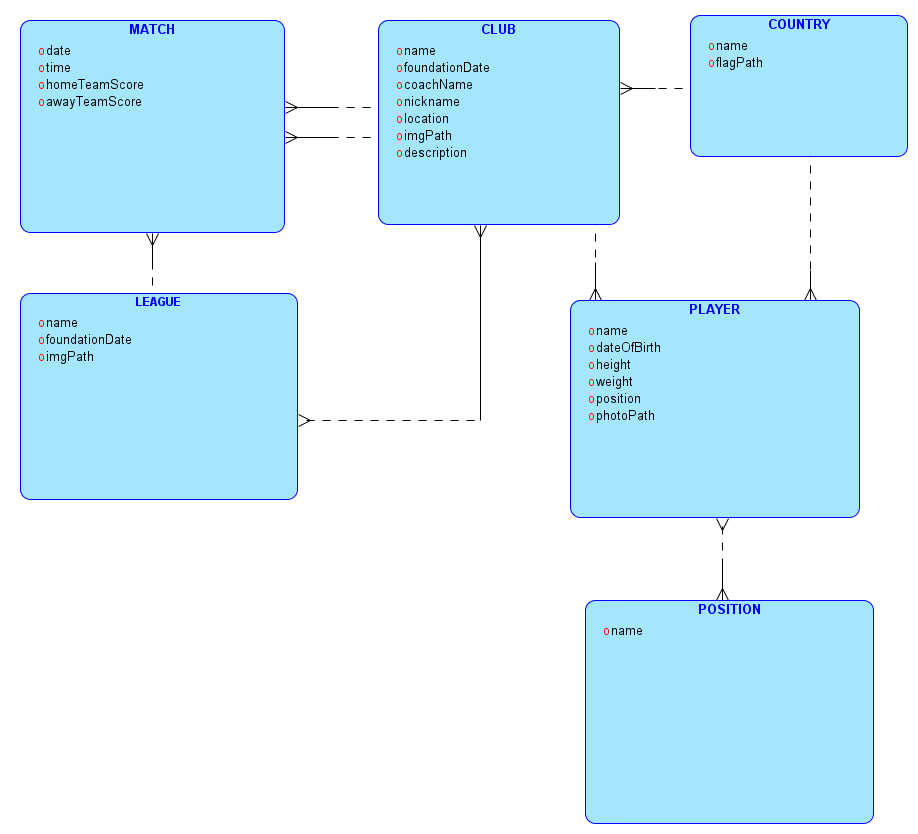 MATCH
o date
o time
o homeTeamScore
o awayTeamScore
CLUB
o name
o foundationDate
o coachName
o nickname
o location
o imgPath
o description
COUNTRY
o name
o flagPath
LEAGUE
o name
o foundationDate
o imgPath
PLAYER
o name
o dateOfBirth
o height
o weight
o position
o photoPath
POSITION
o name